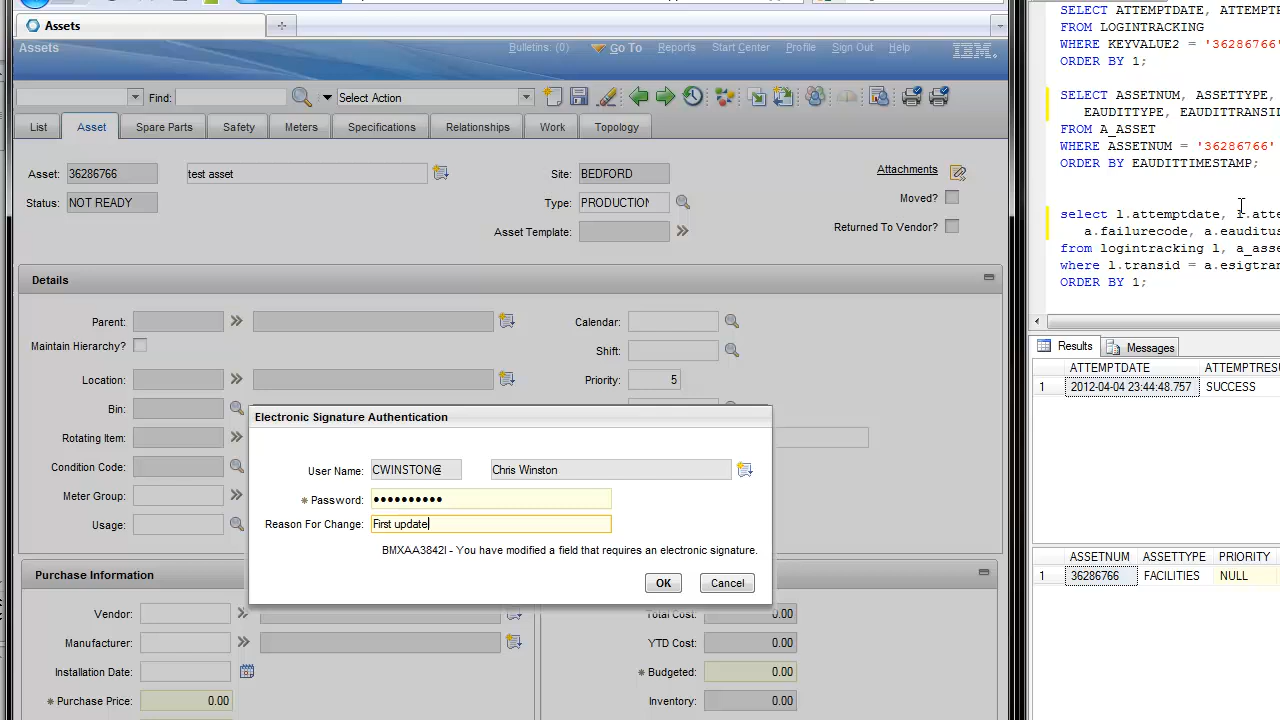 Assets
Assets
Bulletins: (0)
Go To
Reports
Start Center
Profile
Sign Out
Help
IBM.
Find:
Select Action
List
Asset
Spare Parts
Safety
Meters
Specifications
Relationships
Work
Topology
Asset: 36286766
test asset
Site: BEDFORD
Attachments
Status: NOT READY
Type: PRODUCTION
Moved?
Asset Template:
Returned To Vendor?
Details
Parent:
Calendar:
Maintain Hierarchy?
Shift:
Location:
Priority: 5
Bin:
Rotating Item:
Condition Code:
Meter Group:
Usage:
Electronic Signature Authentication
User Name: CWINSTON@ Chris Winston
Password: ••••••••••
Reason For Change: First update
BMXAA3842I - You have modified a field that requires an electronic signature.
OK
Cancel
Purchase Information
Vendor:
Total Cost: 0.00
Manufacturer:
YTD Cost: 0.00
Installation Date:
Budgeted: 0.00
Purchase Price: 0.00
Inventory: 0.00
SELECT ATTEMPTDATE, ATTEMPTR
FROM LOGINTRACKING
WHERE KEYVALUE2 = '36286766'
ORDER BY 1;
SELECT ASSETNUM, ASSETTYPE,
EAUDITTYPE, EAUDITTRANSID
FROM A_ASSET
WHERE ASSETNUM = '36286766'
ORDER BY EAUDITTIMESTAMP;
select l.attemptdate, l.atte
a.failurecode, a.eauditus
from logintracking l, a_asse
where l.transid = a.esigtran
ORDER BY 1;
Results
Messages
ATTEMPTDATE ATTEMPTRESU
1 2012-04-04 23:44:48.757 SUCCESS
ASSETNUM ASSETTYPE PRIORITY
1 36286766 FACILITIES NULL